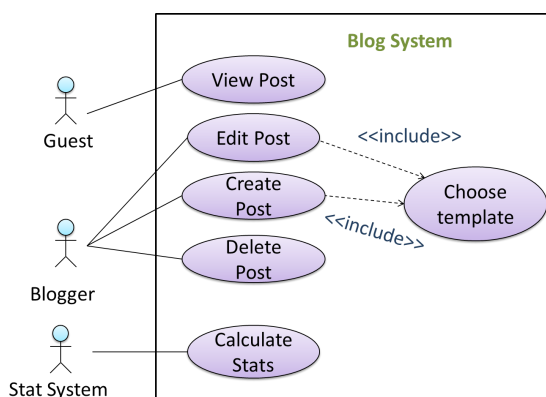 Blog System
View Post
Guest
Edit Post
<<include>>
Create
Post
Choose
template
<<include>>
Delete
Post
Blogger
Calculate
Stats
Stat System